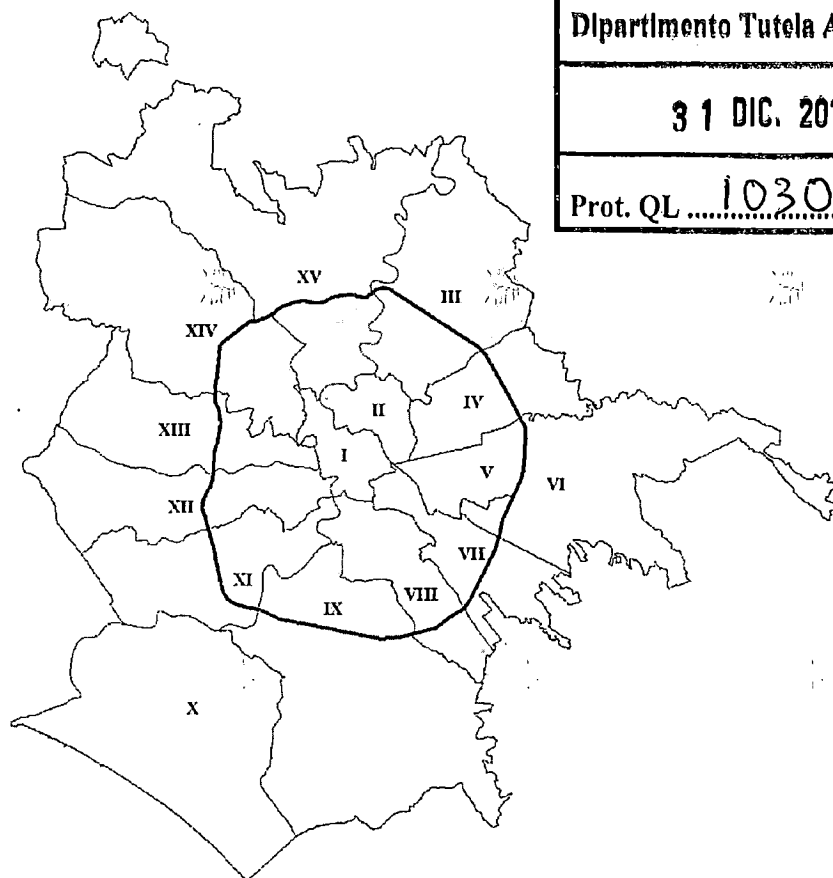 Dipartimento Tutela A
31 DIC. 20
Prot. QL 1030
XV
III
XIV
II
IV
XIII
I
V
VI
XII
VII
XI
VIII
IX
X